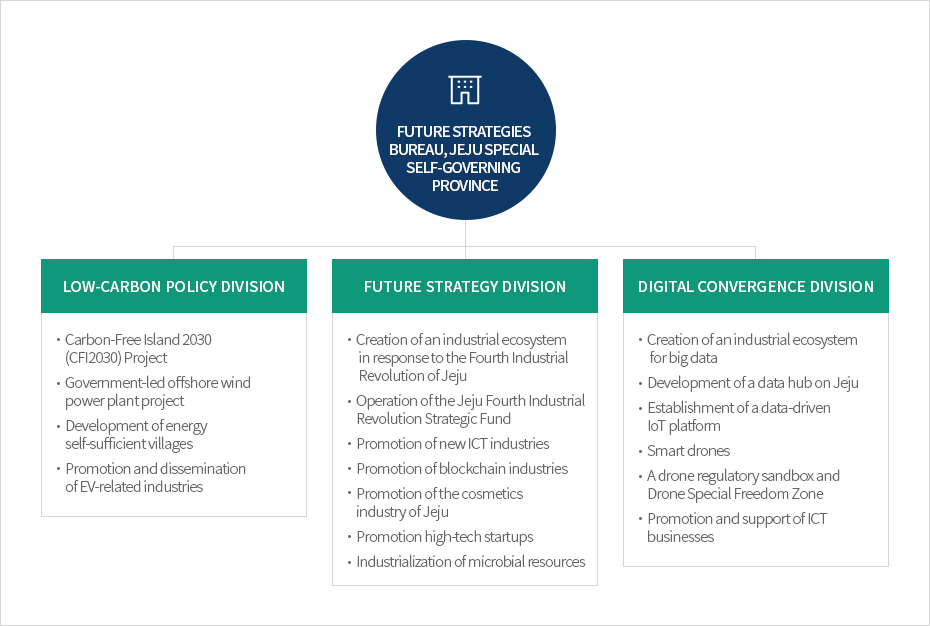 FUTURE STRATEGIES
BUREAU, JEJU SPECIAL
SELF-GOVERNING
PROVINCE
LOW-CARBON POLICY DIVISION
• Carbon-Free Island 2030
(CFI2030) Project
• Government-led offshore wind
power plant project
• Development of energy
self-sufficient villages
• Promotion and dissemination
of EV-related industries
FUTURE STRATEGY DIVISION
• Creation of an industrial ecosystem
in response to the Fourth Industrial
Revolution of Jeju
• Operation of the Jeju Fourth Industrial
Revolution Strategic Fund
• Promotion of new ICT industries
• Promotion of blockchain industries
• Promotion of the cosmetics
industry of Jeju
• Promotion high-tech startups
• Industrialization of microbial resources
DIGITAL CONVERGENCE DIVISION
• Creation of an industrial ecosystem
for big data
• Development of a data hub on Jeju
• Establishment of a data-driven
IoT platform
• Smart drones
• A drone regulatory sandbox and
Drone Special Freedom Zone
• Promotion and support of ICT
businesses